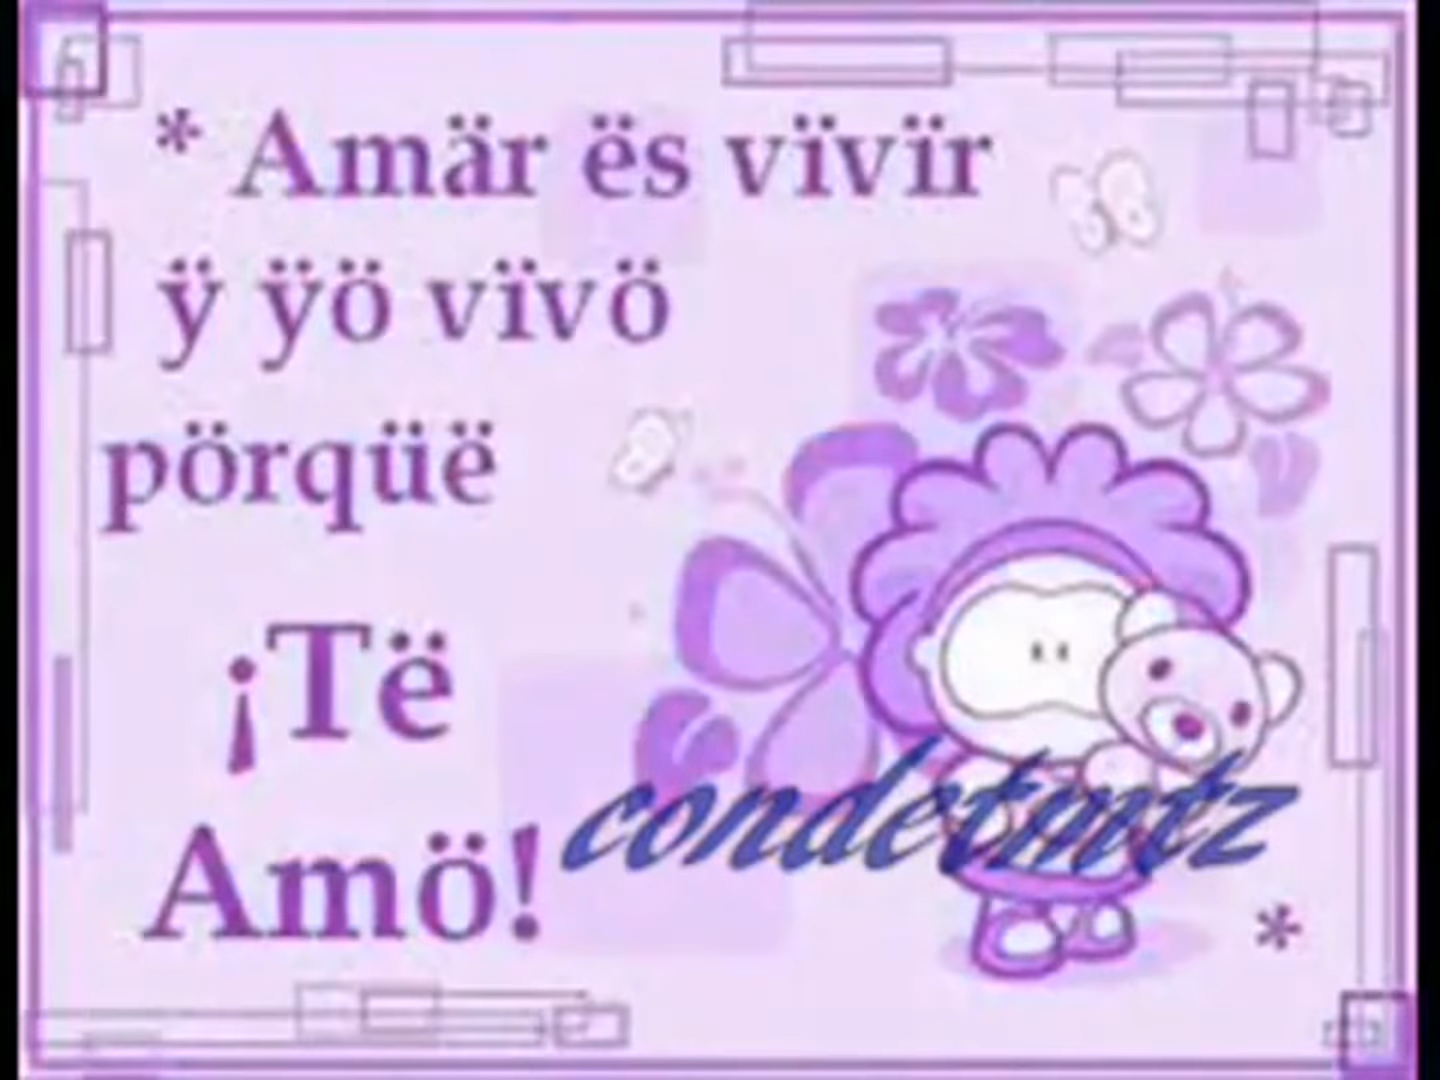 * Amär ës vïvïr
ÿ ÿö vïvö
pörqüë
¡Të
Amö!
condetmtz
*